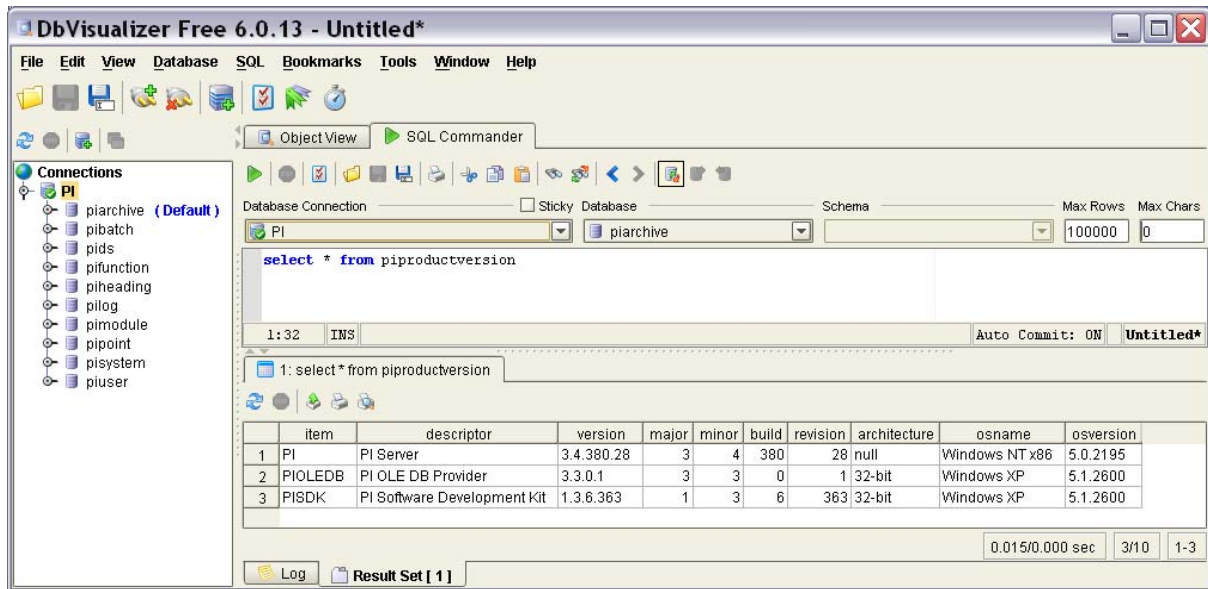 DbVisualizer Free 6.0.13 - Untitled*
File Edit View Database SQL Bookmarks Tools Window Help
Object View SQL Commander
Connections
PI
piarchive (Default)
pibatch
pids
pifunction
piheading
pilog
pimodule
pipoint
pisystem
piuser
Database Connection Sticky Database Schema Max Rows Max Chars
PI piarchive 100000 0
select * from piproductversion
1:32 INS Auto Commit: ON Untitled*
1: select * from piproductversion
item descriptor version major minor build revision architecture osname osversion
1 PI PI Server 3.4.380.28 3 4 380 28 null Windows NT x86 5.0.2195
2 PIOLEDB PI OLE DB Provider 3.3.0.1 3 3 0 1 32-bit Windows XP 5.1.2600
3 PISDK PI Software Development Kit 1.3.6.363 1 3 6 363 32-bit Windows XP 5.1.2600
0.015/0.000 sec 3/10 1-3
Log Result Set [ 1 ]